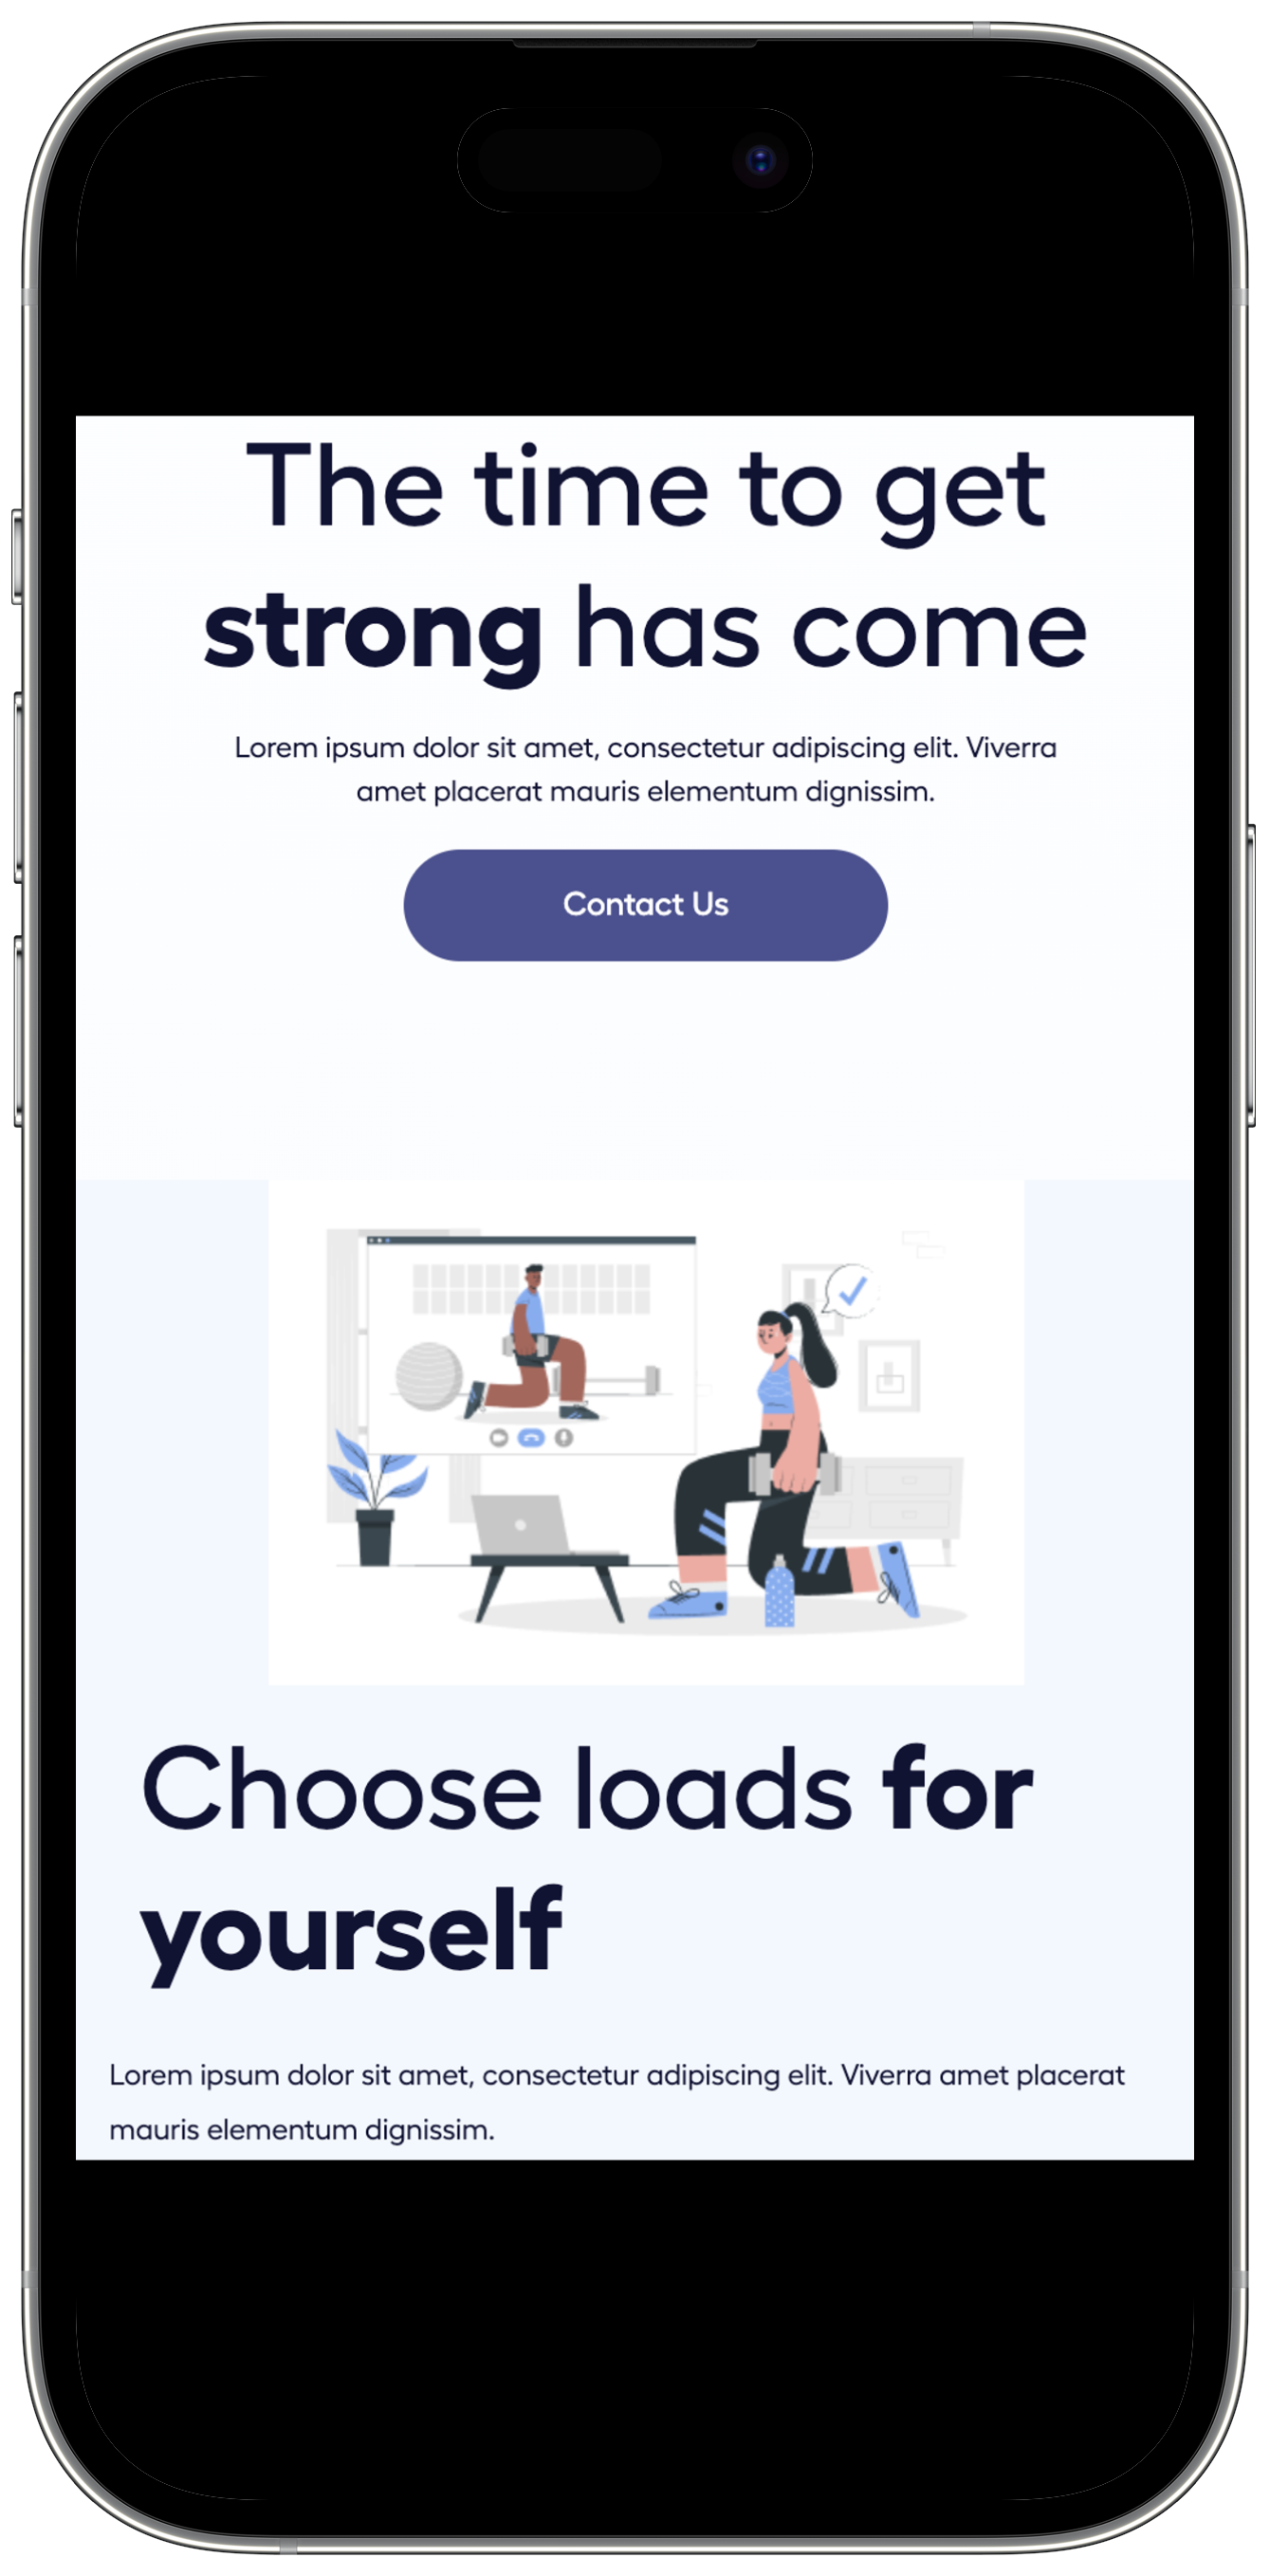 The time to get
strong has come
Lorem ipsum dolor sit amet, consectetur adipiscing elit. Viverra
amet placerat mauris elementum dignissim.
Contact Us
Choose loads for
yourself
Lorem ipsum dolor sit amet, consectetur adipiscing elit. Viverra amet placerat
mauris elementum dignissim.